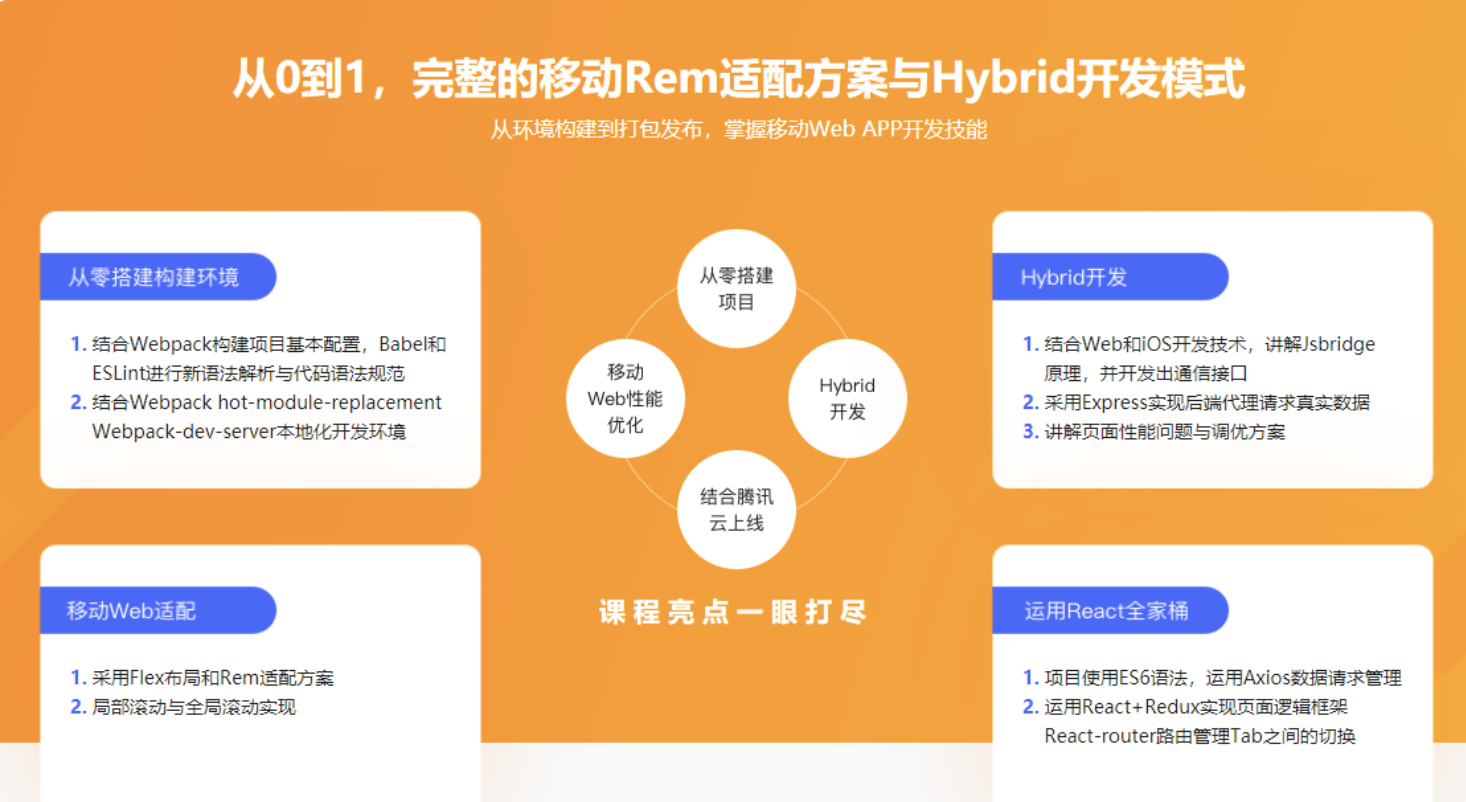 从0到1，完整的移动Rem适配方案与Hybrid开发模式
从环境构建到打包发布，掌握移动Web APP开发技能
从零搭建构建环境
1. 结合Webpack构建项目基本配置，Babel和
ESLint进行新语法解析与代码语法规范
2. 结合Webpack hot-module-replacement
Webpack-dev-server本地化开发环境
移动Web适配
1. 采用Flex布局和Rem适配方案
2. 局部滚动与全局滚动实现
从零搭建
项目
移动
Web性能
优化
Hybrid
开发
结合腾讯
云上线
课程亮点一眼打尽
Hybrid开发
1. 结合Web和iOS开发技术，讲解Jsbridge
原理，并开发出通信接口
2. 采用Express实现后端代理请求真实数据
3. 讲解页面性能问题与调优方案
运用React全家桶
1. 项目使用ES6语法，运用Axios数据请求管理
2. 运用React+Redux实现页面逻辑框架
React-router路由管理Tab之间的切换